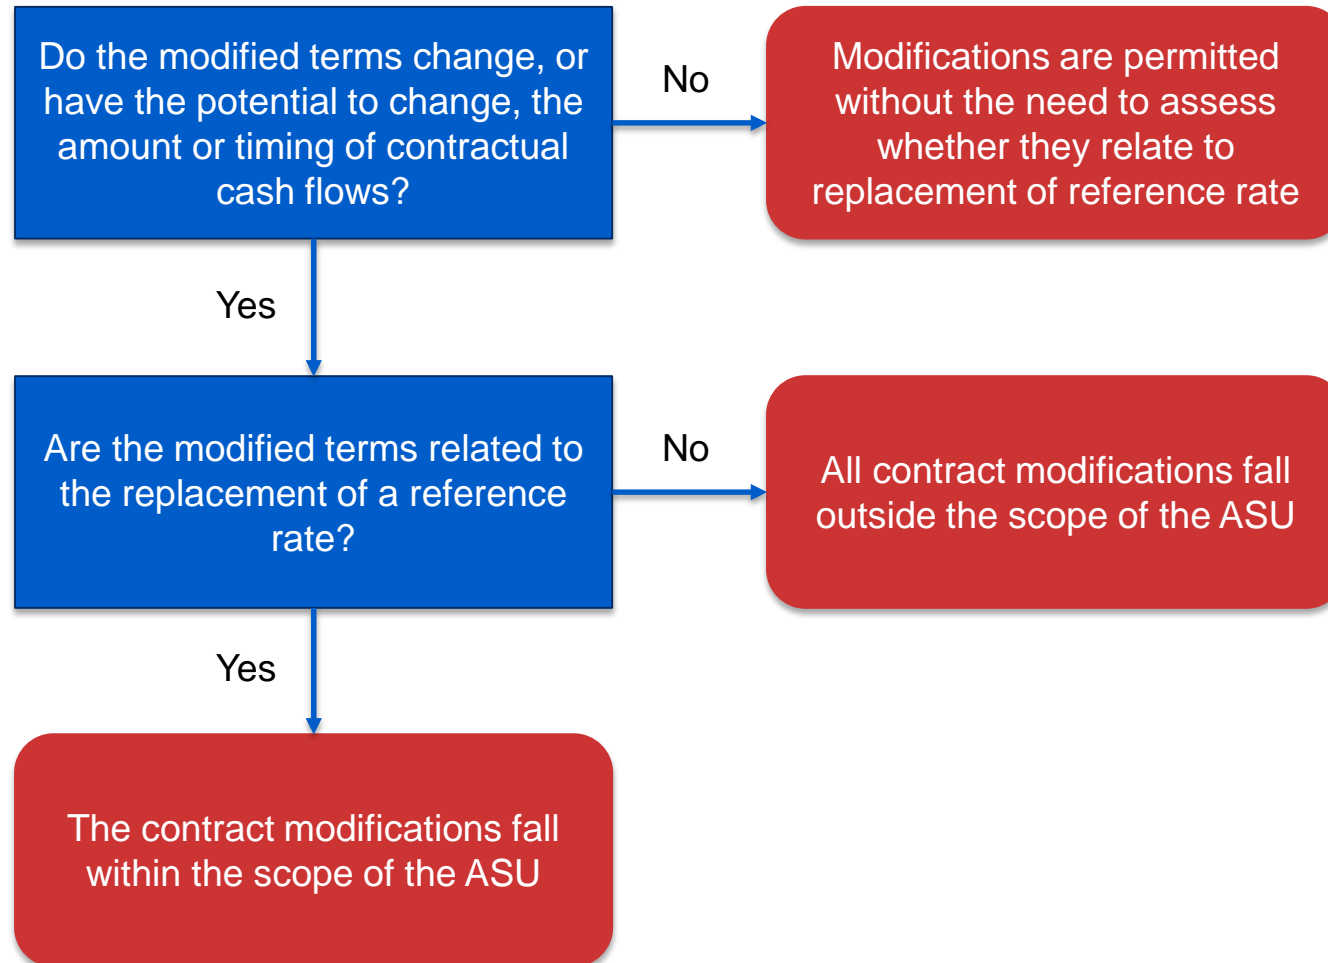 Do the modified terms change, or
have the potential to change, the
amount or timing of contractual
cash flows?
No
Modifications are permitted
without the need to assess
whether they relate to
replacement of reference rate
Yes
Are the modified terms related to
the replacement of a reference
rate?
No
All contract modifications fall
outside the scope of the ASU
Yes
The contract modifications fall
within the scope of the ASU